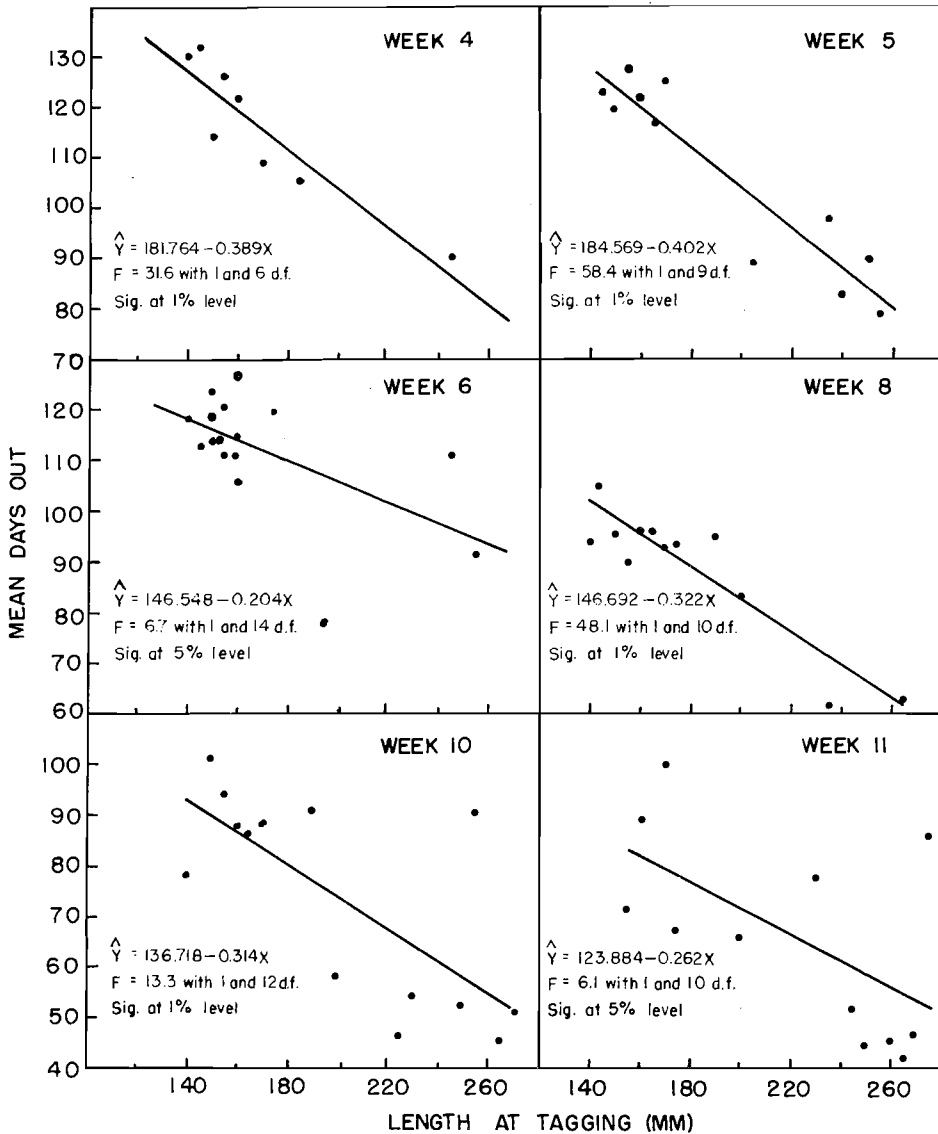 WEEK 4
130
120
110
100
90
80
70
Ŷ = 181.764-0.389X
F = 31.6 with 1 and 6 d.f.
Sig. at 1% level
WEEK 5
Ŷ = 184.569-0.402X
F = 58.4 with 1 and 9 d.f.
Sig. at 1% level
MEAN DAYS OUT
WEEK 6
120
110
100
90
80
70
60
Ŷ = 146.548-0.204X
F = 6.7 with 1 and 14 d.f.
Sig. at 5% level
WEEK 8
Ŷ = 146.692-0.322X
F = 48.1 with 1 and 10 d.f.
Sig. at 1% level
WEEK 10
100
90
80
70
60
50
40
Ŷ = 136.718-0.314X
F = 13.3 with 1 and 12 d.f.
Sig. at 1% level
WEEK 11
Ŷ = 123.884-0.262X
F = 6.1 with 1 and 10 d.f.
Sig. at 5% level
140 180 220 260 140 180 220 260
LENGTH AT TAGGING (MM)